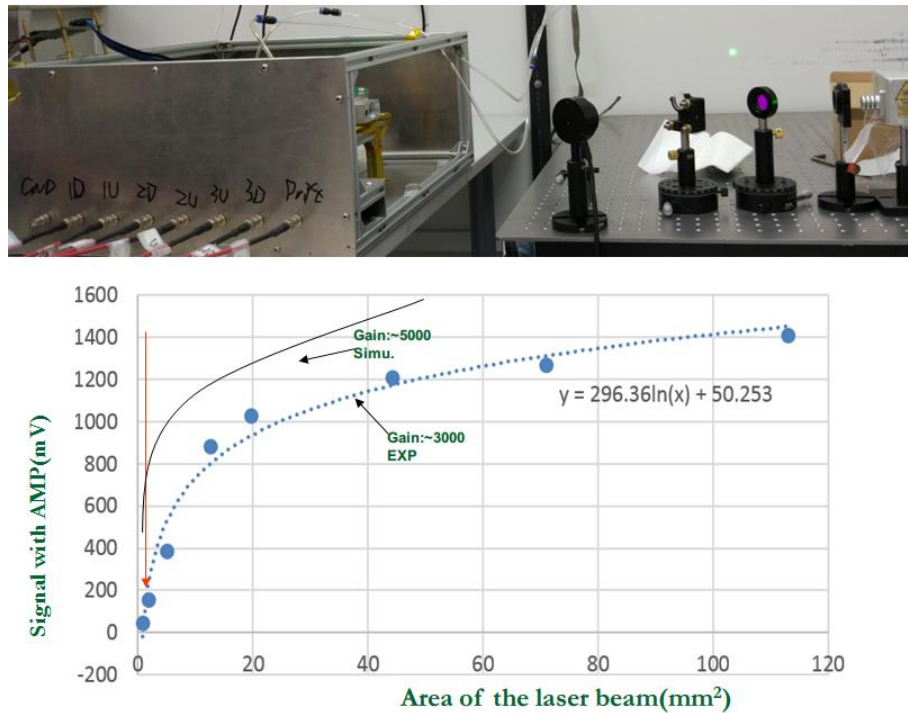 GND 1D 1U 2D 2U 3U 3D
1600
1400
1200
1000
800
600
400
200
0
-200
Signal with AMP(mV)
Gain:~5000
Simu.
Gain:~3000
EXP
y = 296.36ln(x) + 50.253
0 20 40 60 80 100 120
Area of the laser beam(mm²)